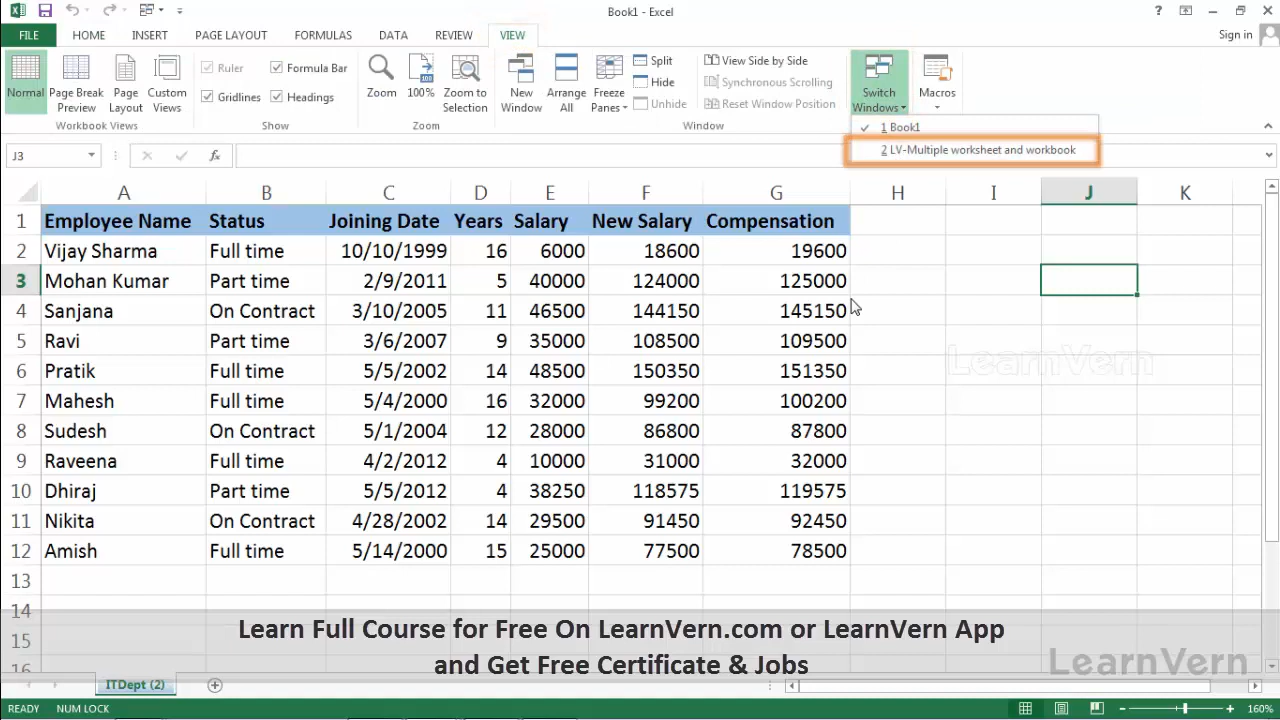 Book1 - Excel
?
FILE HOME INSERT PAGE LAYOUT FORMULAS DATA REVIEW VIEW Sign in
Normal Page Break Preview Page Layout Custom Views
Ruler Formula Bar
Gridlines Headings
Zoom 100% Zoom to Selection
New Window Arrange All Freeze Panes
Split
Hide
Unhide
View Side by Side
Synchronous Scrolling
Reset Window Position
Switch Windows Macros
Workbook Views Show Zoom Window
1 Book1
2 LV-Multiple worksheet and workbook
J3 fx
A B C D E F G H I J K
1 Employee Name Status Joining Date Years Salary New Salary Compensation
2 Vijay Sharma Full time 10/10/1999 16 6000 18600 19600
3 Mohan Kumar Part time 2/9/2011 5 40000 124000 125000
4 Sanjana On Contract 3/10/2005 11 46500 144150 145150
5 Ravi Part time 3/6/2007 9 35000 108500 109500
6 Pratik Full time 5/5/2002 14 48500 150350 151350
LearnVern
7 Mahesh Full time 5/4/2000 16 32000 99200 100200
8 Sudesh On Contract 5/1/2004 12 28000 86800 87800
9 Raveena Full time 4/2/2012 4 10000 31000 32000
10 Dhiraj Part time 5/5/2012 4 38250 118575 119575
11 Nikita On Contract 4/28/2002 14 29500 91450 92450
12 Amish Full time 5/14/2000 15 25000 77500 78500
13
14
Learn Full Course for Free On LearnVern.com or LearnVern App
15
and Get Free Certificate & Jobs
LearnVern
16
ITDept (2)
READY NUM LOCK 160%